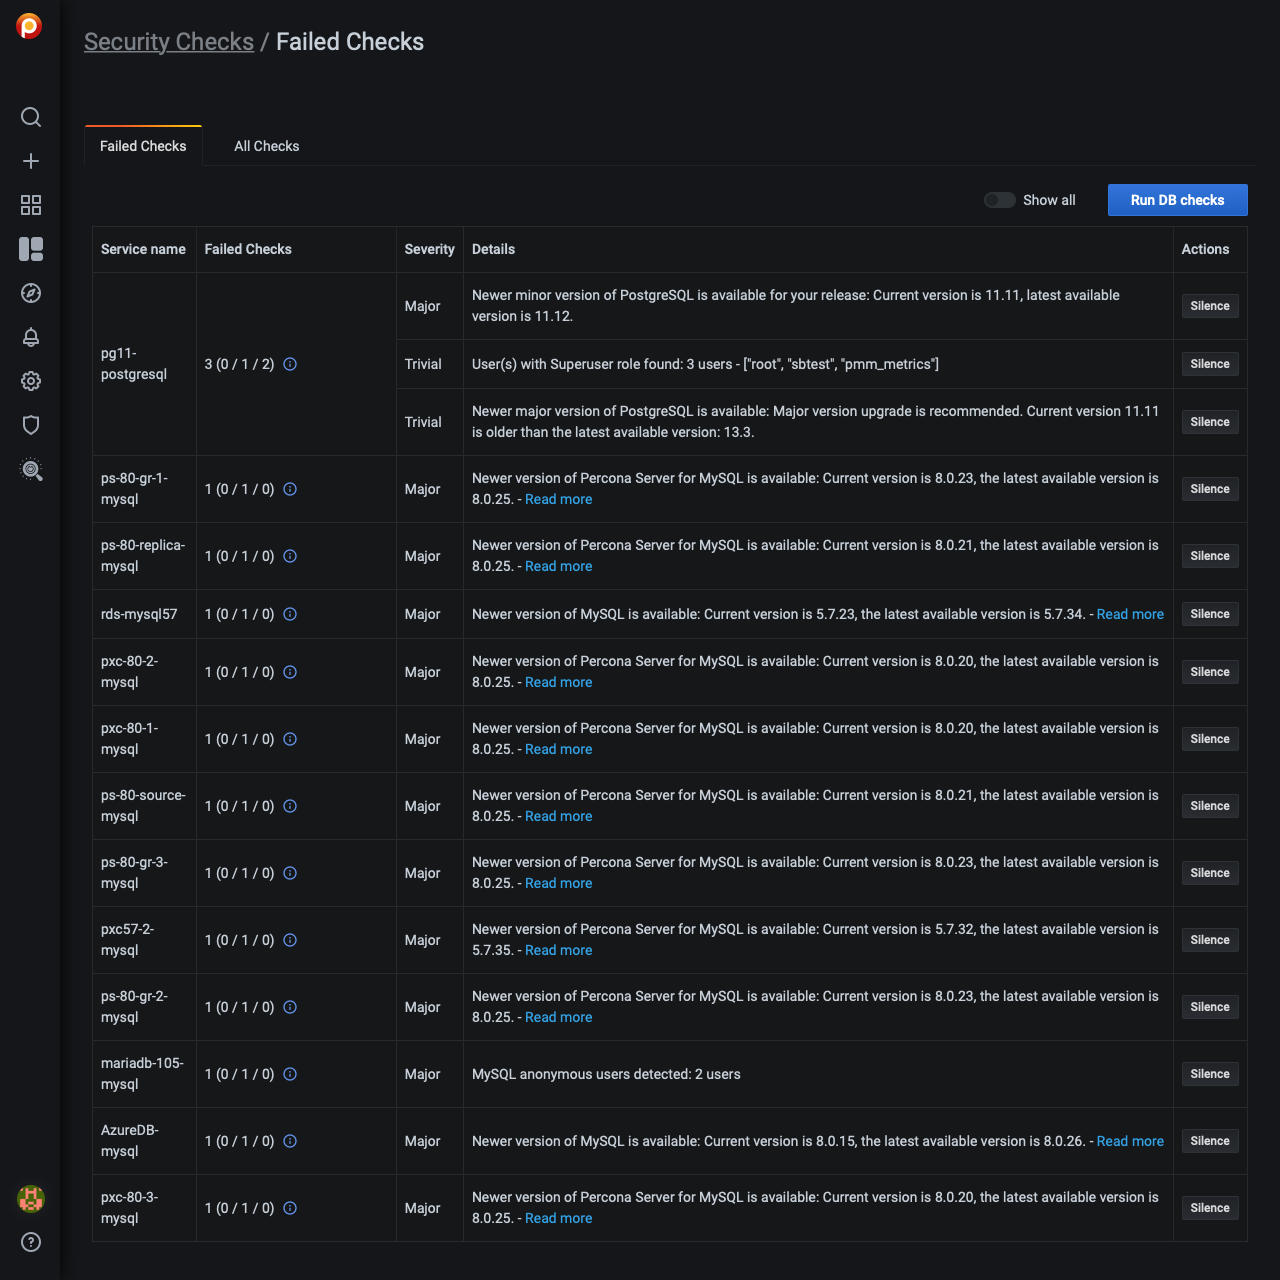 Security Checks / Failed Checks
Failed Checks
All Checks
Show all
Run DB checks
Service name
Failed Checks
Severity
Details
Actions
pg11-
postgresql
3 (0 / 1 / 2)
Major
Newer minor version of PostgreSQL is available for your release: Current version is 11.11, latest available
version is 11.12.
Silence
Trivial
User(s) with Superuser role found: 3 users - ["root", "sbtest", "pmm_metrics"]
Silence
Trivial
Newer major version of PostgreSQL is available: Major version upgrade is recommended. Current version 11.11
is older than the latest available version: 13.3.
Silence
ps-80-gr-1-
mysql
1 (0 / 1 / 0)
Major
Newer version of Percona Server for MySQL is available: Current version is 8.0.23, the latest available version is
8.0.25. - Read more
Silence
ps-80-replica-
mysql
1 (0 / 1 / 0)
Major
Newer version of Percona Server for MySQL is available: Current version is 8.0.21, the latest available version is
8.0.25. - Read more
Silence
rds-mysql57
1 (0 / 1 / 0)
Major
Newer version of MySQL is available: Current version is 5.7.23, the latest available version is 5.7.34. - Read more
Silence
pxc-80-2-
mysql
1 (0 / 1 / 0)
Major
Newer version of Percona Server for MySQL is available: Current version is 8.0.20, the latest available version is
8.0.25. - Read more
Silence
pxc-80-1-
mysql
1 (0 / 1 / 0)
Major
Newer version of Percona Server for MySQL is available: Current version is 8.0.20, the latest available version is
8.0.25. - Read more
Silence
ps-80-source-
mysql
1 (0 / 1 / 0)
Major
Newer version of Percona Server for MySQL is available: Current version is 8.0.21, the latest available version is
8.0.25. - Read more
Silence
ps-80-gr-3-
mysql
1 (0 / 1 / 0)
Major
Newer version of Percona Server for MySQL is available: Current version is 8.0.23, the latest available version is
8.0.25. - Read more
Silence
pxc57-2-
mysql
1 (0 / 1 / 0)
Major
Newer version of Percona Server for MySQL is available: Current version is 5.7.32, the latest available version is
5.7.35. - Read more
Silence
ps-80-gr-2-
mysql
1 (0 / 1 / 0)
Major
Newer version of Percona Server for MySQL is available: Current version is 8.0.23, the latest available version is
8.0.25. - Read more
Silence
mariadb-105-
mysql
1 (0 / 1 / 0)
Major
MySQL anonymous users detected: 2 users
Silence
AzureDB-
mysql
1 (0 / 1 / 0)
Major
Newer version of MySQL is available: Current version is 8.0.15, the latest available version is 8.0.26. - Read more
Silence
pxc-80-3-
mysql
1 (0 / 1 / 0)
Major
Newer version of Percona Server for MySQL is available: Current version is 8.0.20, the latest available version is
8.0.25. - Read more
Silence